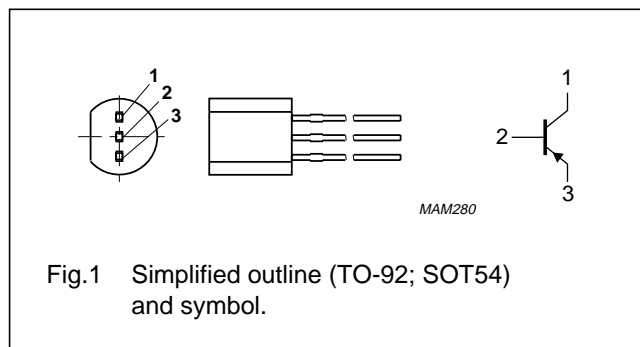 1
2
3
1
2
3
MAM280
Fig.1 Simplified outline (TO-92; SOT54)
and symbol.